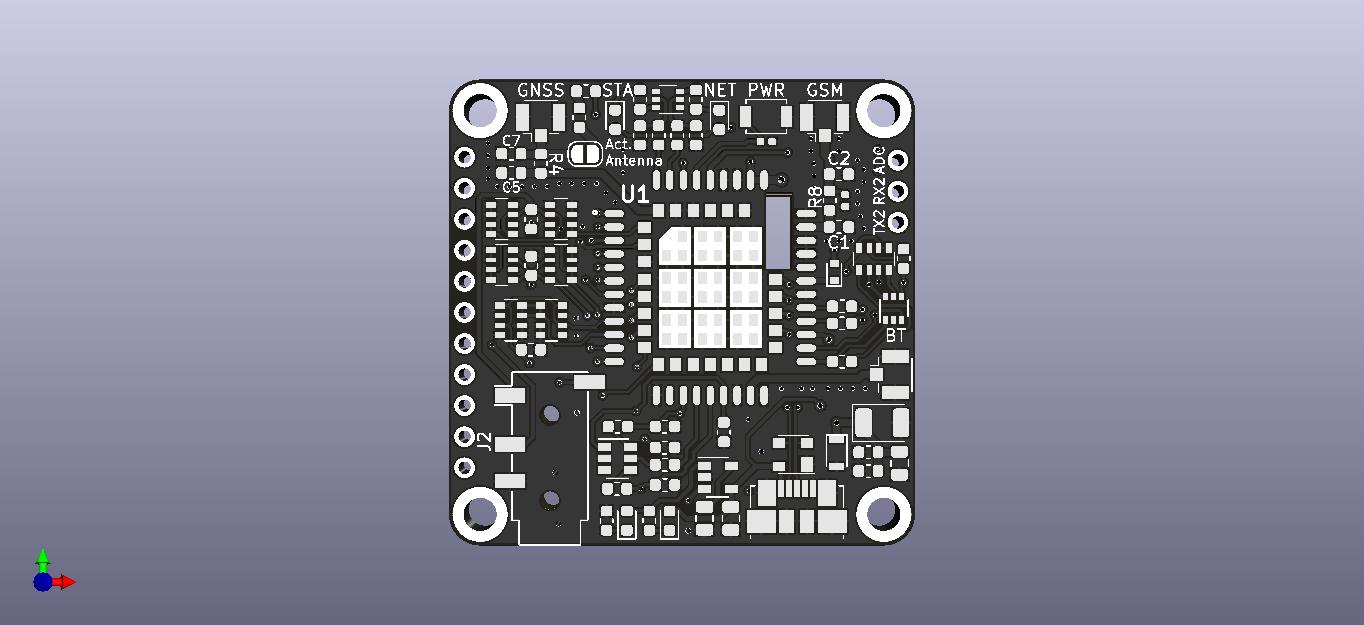 GNSS STA NET PWR GSM
C7
R4
Act.
Antenna
C5
U1
C2
R8
C1
ADC
RX2
TX2
BT
J2